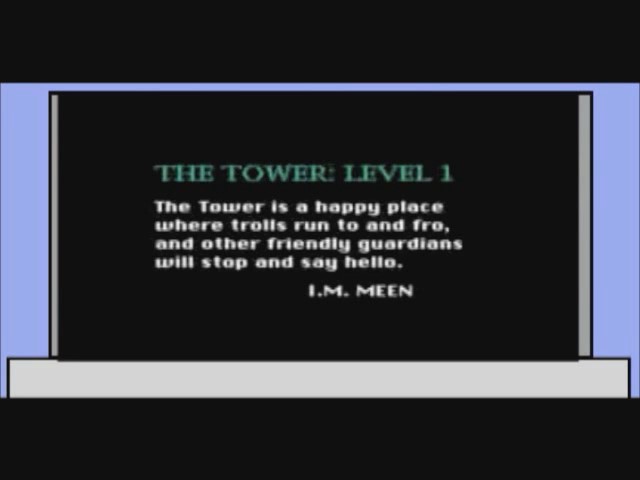 THE TOWER: LEVEL 1
The Tower is a happy place
where trolls run to and fro,
and other friendly guardians
will stop and say hello.
I.M. MEEN